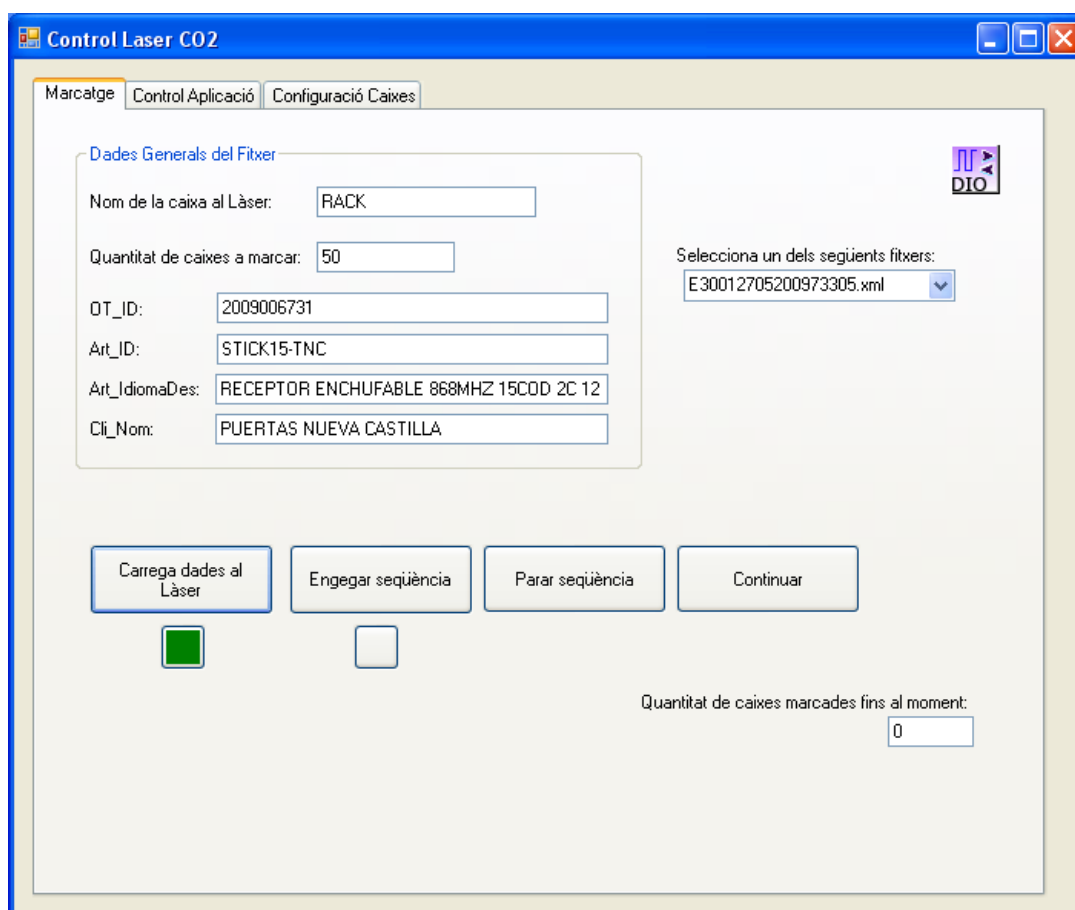 Control Laser CO2
Marcatge Control Aplicació Configuració Caixes
Dades Generals del Fitxer
DIO
Nom de la caixa al Làser: RACK
Quantitat de caixes a marcar: 50
Selecciona un dels següents fitxers:
E30012705200973305.xml
OT_ID: 2009006731
Art_ID: STICK15-TNC
Art_IdiomaDes: RECEPTOR ENCHUFABLE 868MHZ 15COD 2C 12
Cli_Nom: PUERTAS NUEVA CASTILLA
Carrega dades al
Làser
Engegar seqüència
Parar seqüència
Continuar
Quantitat de caixes marcades fins al moment:
0